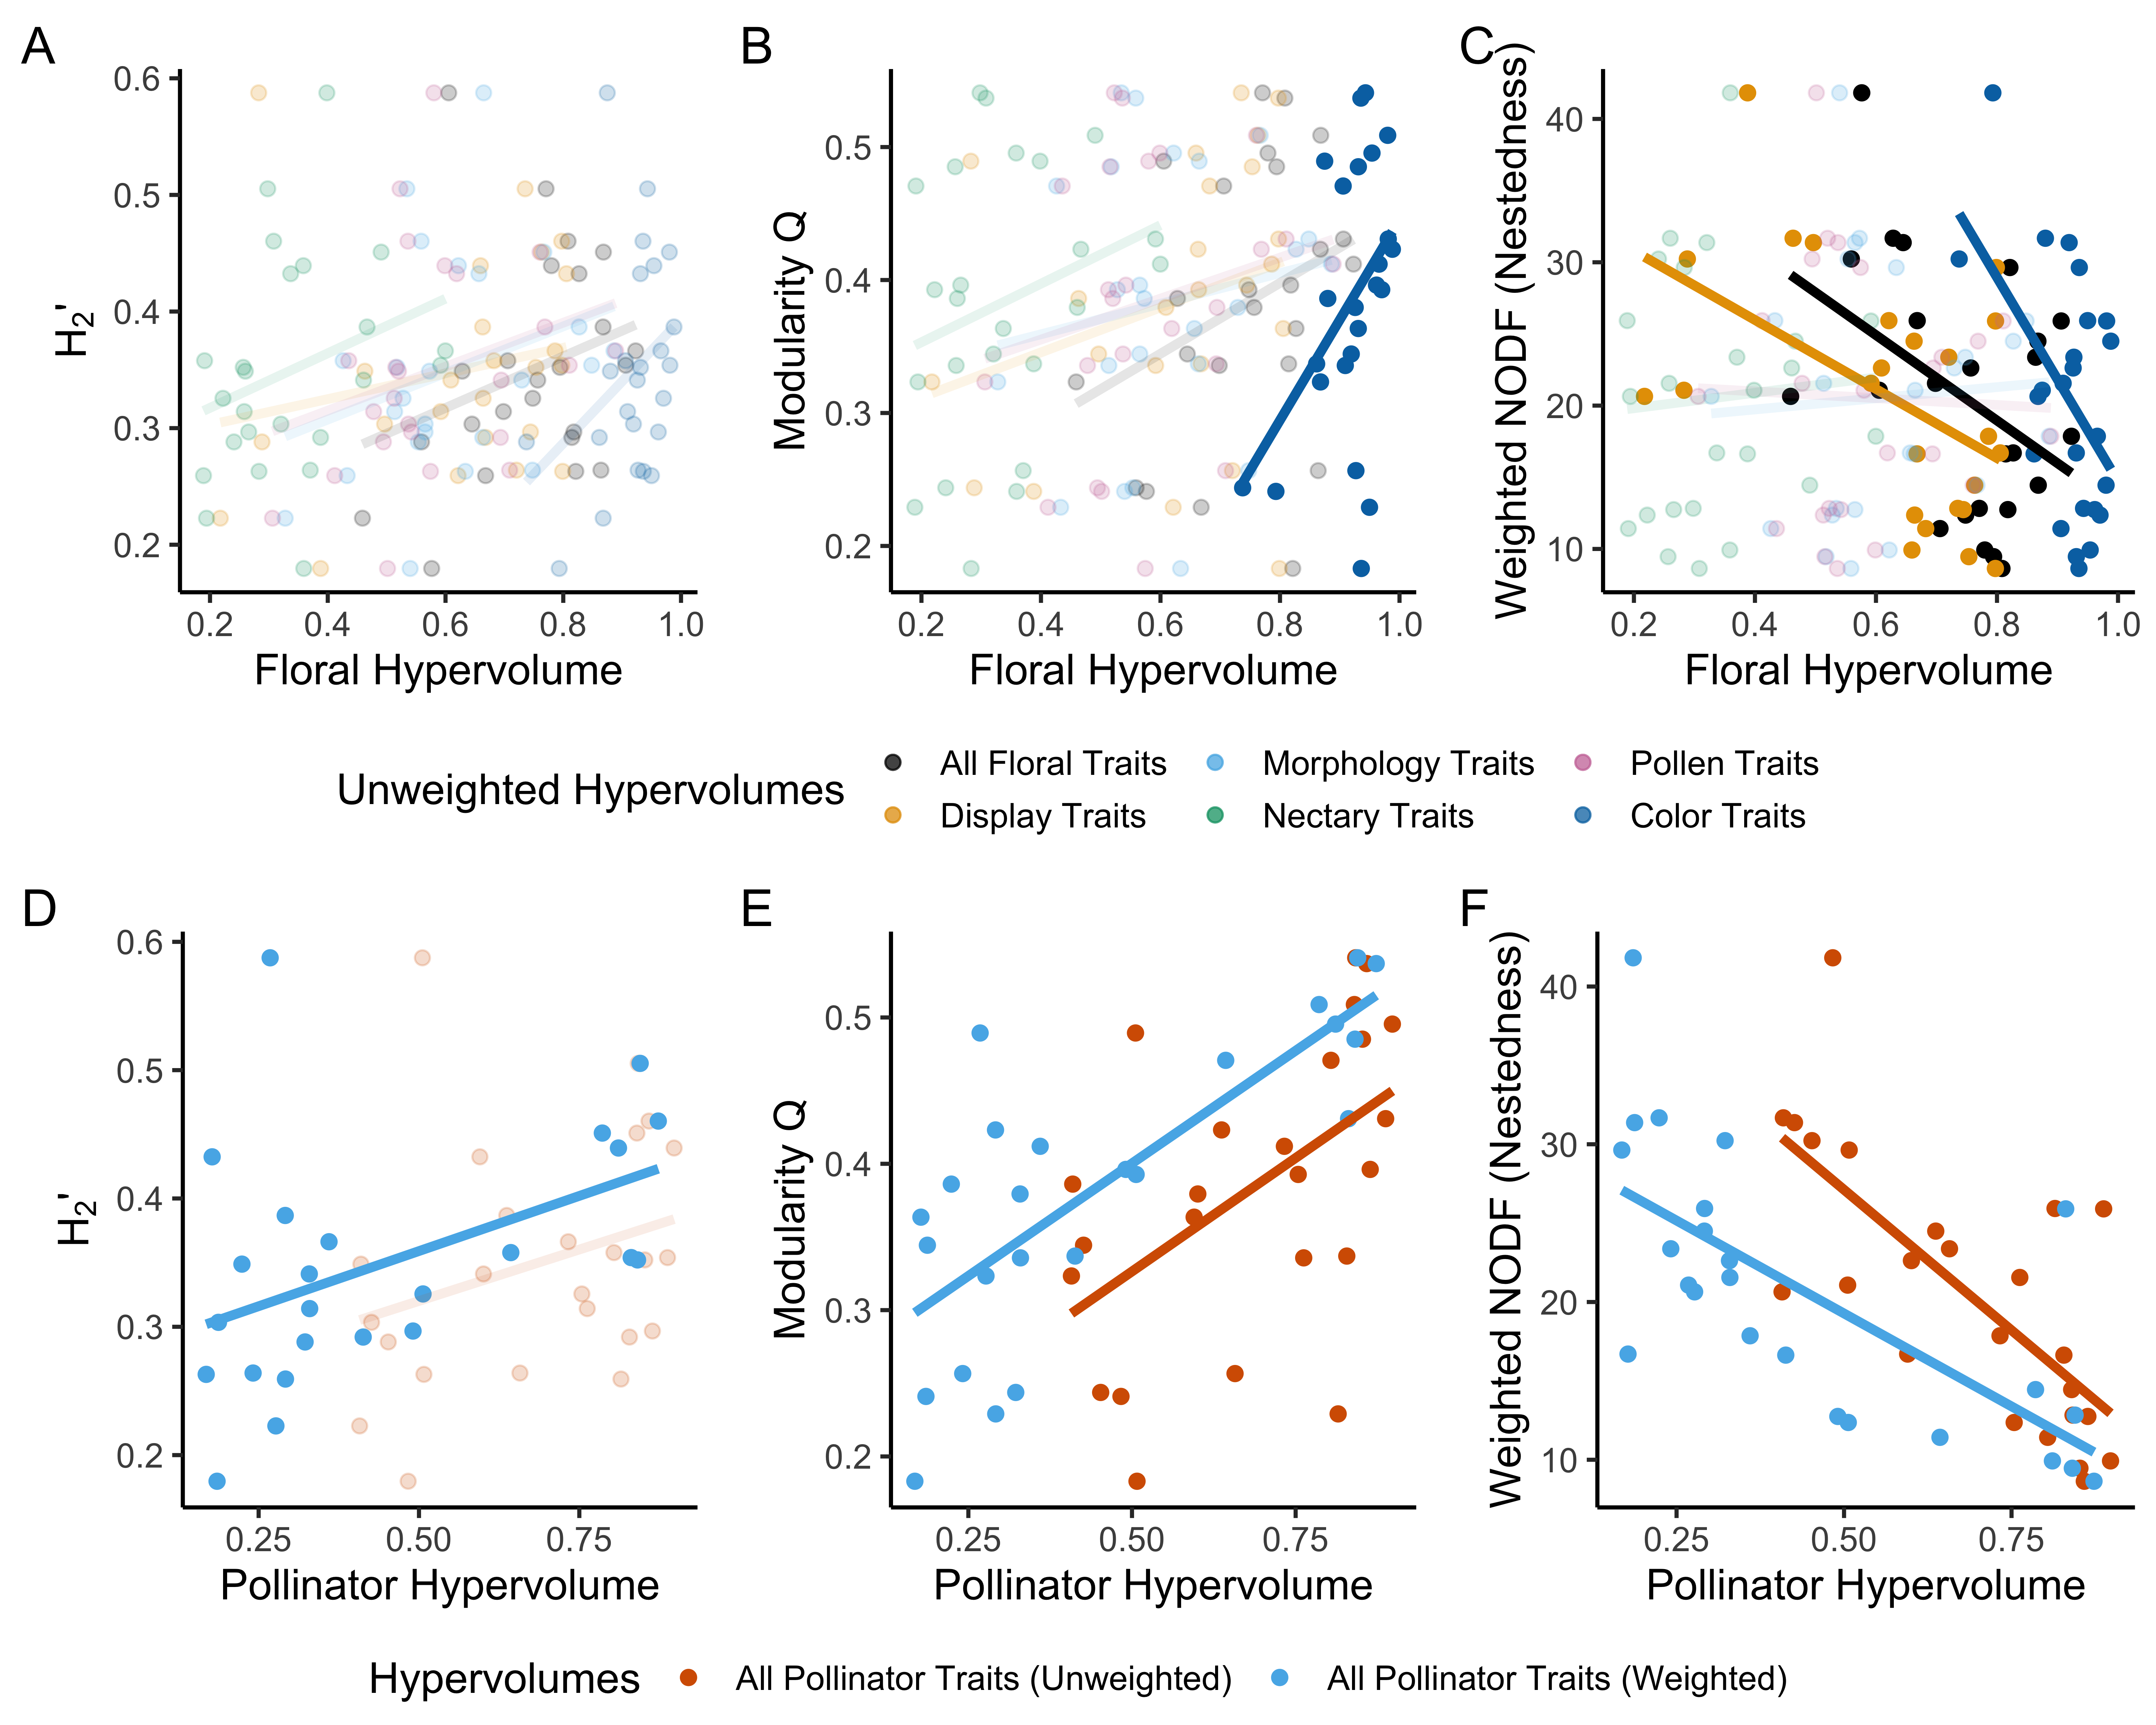 A
B
C
0.6
0.5
0.4
0.3
0.2
H2'
0.2 0.4 0.6 0.8 1.0
Floral Hypervolume
0.5
0.4
0.3
0.2
Modularity Q
0.2 0.4 0.6 0.8 1.0
Floral Hypervolume
40
30
20
10
Weighted NODF (Nestedness)
0.2 0.4 0.6 0.8 1.0
Floral Hypervolume
Unweighted Hypervolumes
All Floral Traits Morphology Traits Pollen Traits
Display Traits Nectary Traits Color Traits
D
E
F
0.6
0.5
0.4
0.3
0.2
H2'
0.25 0.50 0.75
Pollinator Hypervolume
0.5
0.4
0.3
0.2
Modularity Q
0.25 0.50 0.75
Pollinator Hypervolume
40
30
20
10
Weighted NODF (Nestedness)
0.25 0.50 0.75
Pollinator Hypervolume
Hypervolumes All Pollinator Traits (Unweighted) All Pollinator Traits (Weighted)